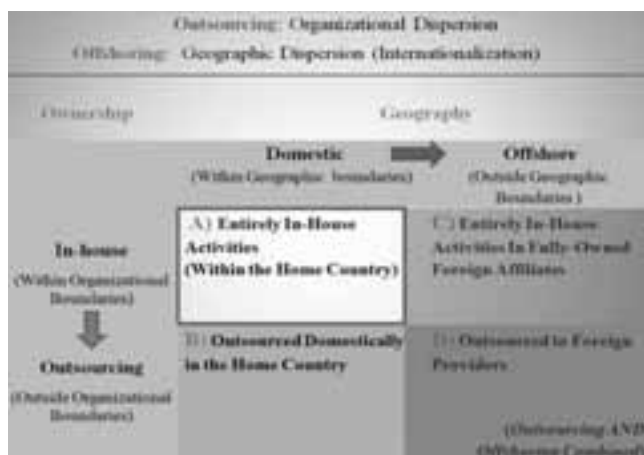 Outsourcing: Organizational Dispersion
Offshoring: Geographic Dispersion (Internationalization)
Ownership
Geography
Domestic
(Within Geographic boundaries)
Offshore
(Outside Geographic
Boundaries )
In-house
(Within Organizational
Boundaries)
A) Entirely In-House
Activities
(Within the Home Country)
C) Entirely In-House
Activities In Fully-Owned
Foreign Affiliates
Outsourcing
(Outside Organizational
Boundaries)
B) Outsourced Domestically
in the Home Country
D) Outsourced to Foreign
Providers
(Outsourcing AND
Offshoring Combined)